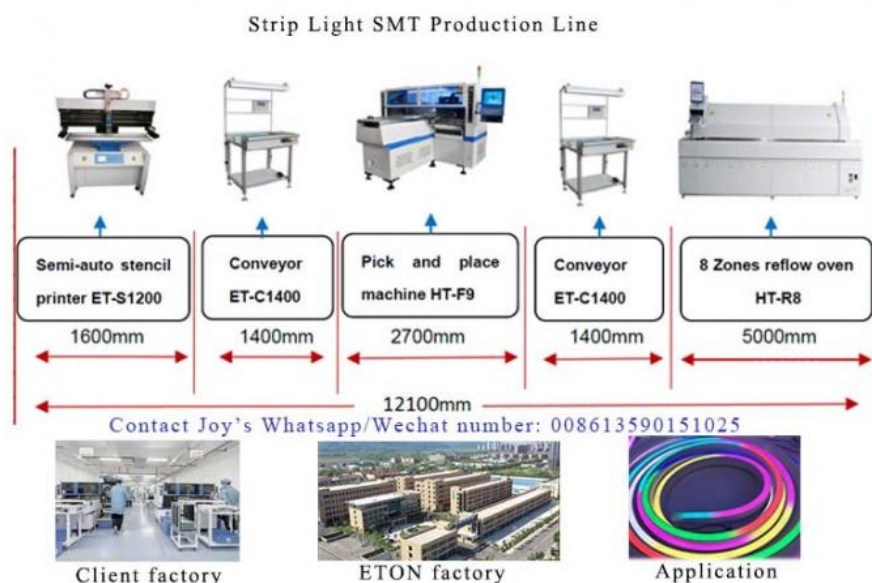 Strip Light SMT Production Line
Semi-auto stencil
printer ET-S1200
Conveyor
ET-C1400
Pick and place
machine HT-F9
Conveyor
ET-C1400
8 Zones reflow oven
HT-R8
1600mm
1400mm
2700mm
1400mm
5000mm
12100mm
Contact Joy's Whatsapp/Wechat number: 008613590151025
Client factory
ETON factory
Application